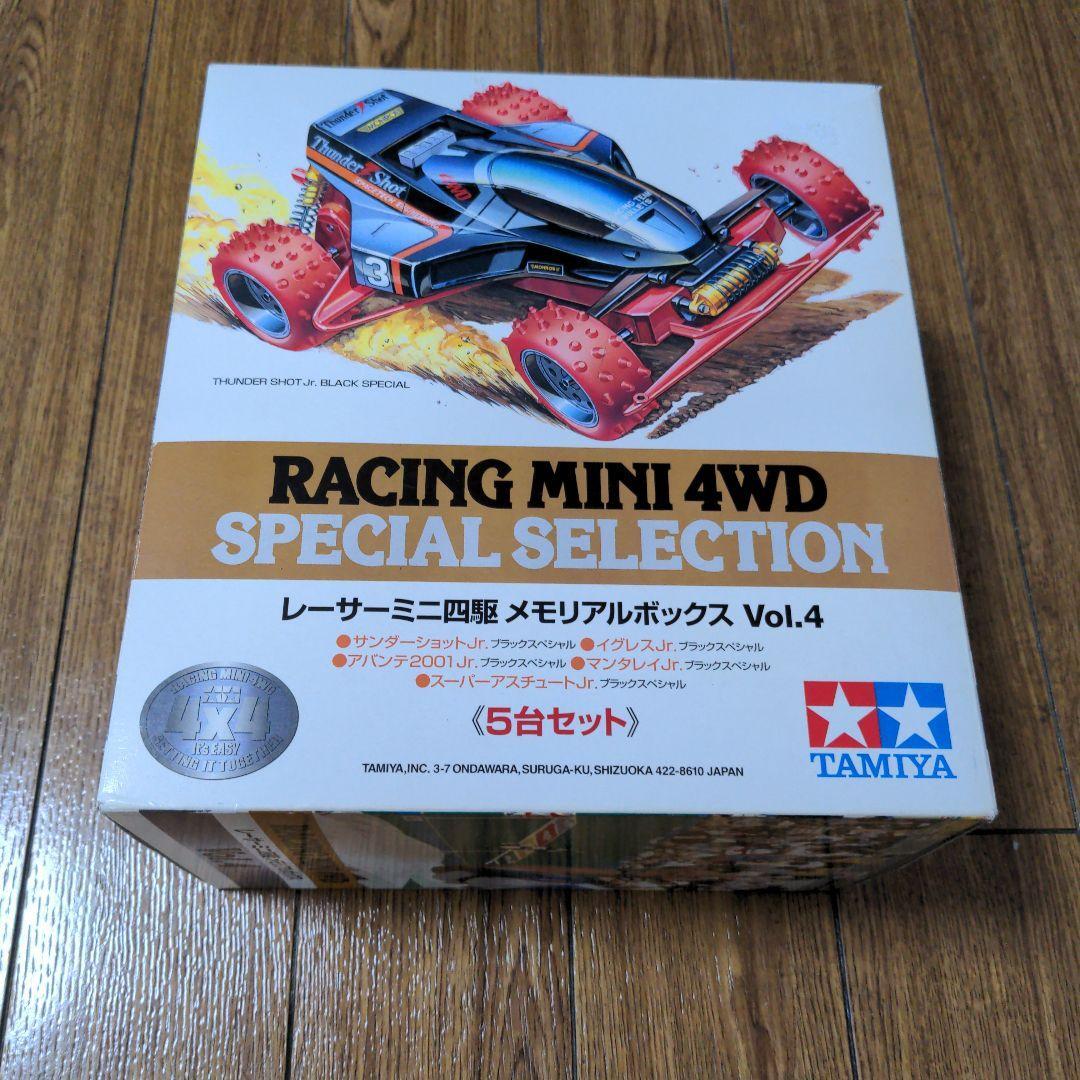 Thunder Shot
Thunder Shot
4WD
3
THUNDER SHOT Jr. BLACK SPECIAL
RACING MINI 4WD
SPECIAL SELECTION
レーサーミニ四駆 メモリアルボックス Vol.4
●サンダーショットJr. ブラックスペシャル ●イグレスJr. ブラックスペシャル
●アバンテ2001Jr. ブラックスペシャル ●マンタレイJr. ブラックスペシャル
●スーパーアスチュートJr. ブラックスペシャル
《5台セット》
RACING MINI 4WD
4x4
IT'S EASY
GETTING IT TOGETHER
TAMIYA
TAMIYA,INC. 3-7 ONDAWARA, SURUGA-KU, SHIZUOKA 422-8610 JAPAN